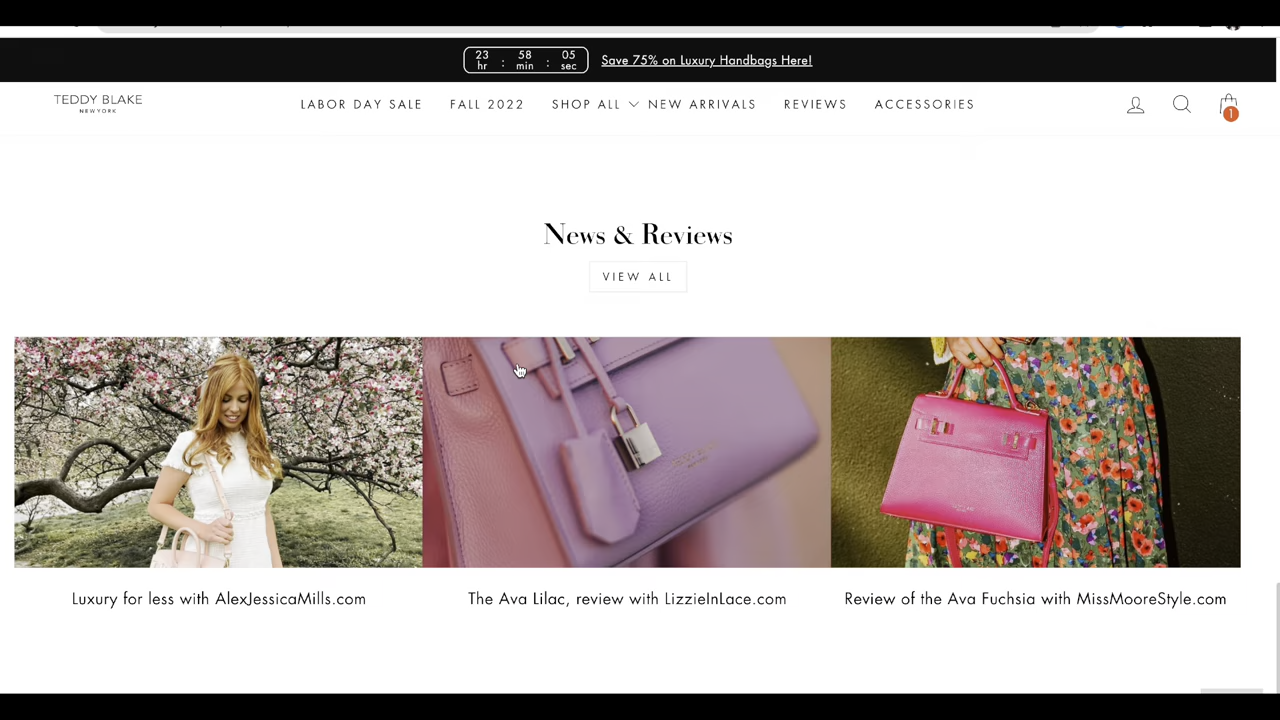 23 hr : 58 min : 05 sec
Save 75% on Luxury Handbags Here!
TEDDY BLAKE
NEW YORK
LABOR DAY SALE
FALL 2022
SHOP ALL
NEW ARRIVALS
REVIEWS
ACCESSORIES
1
News & Reviews
VIEW ALL
Luxury for less with AlexJessicaMills.com
The Ava Lilac, review with LizzieInLace.com
Review of the Ava Fuchsia with MissMooreStyle.com